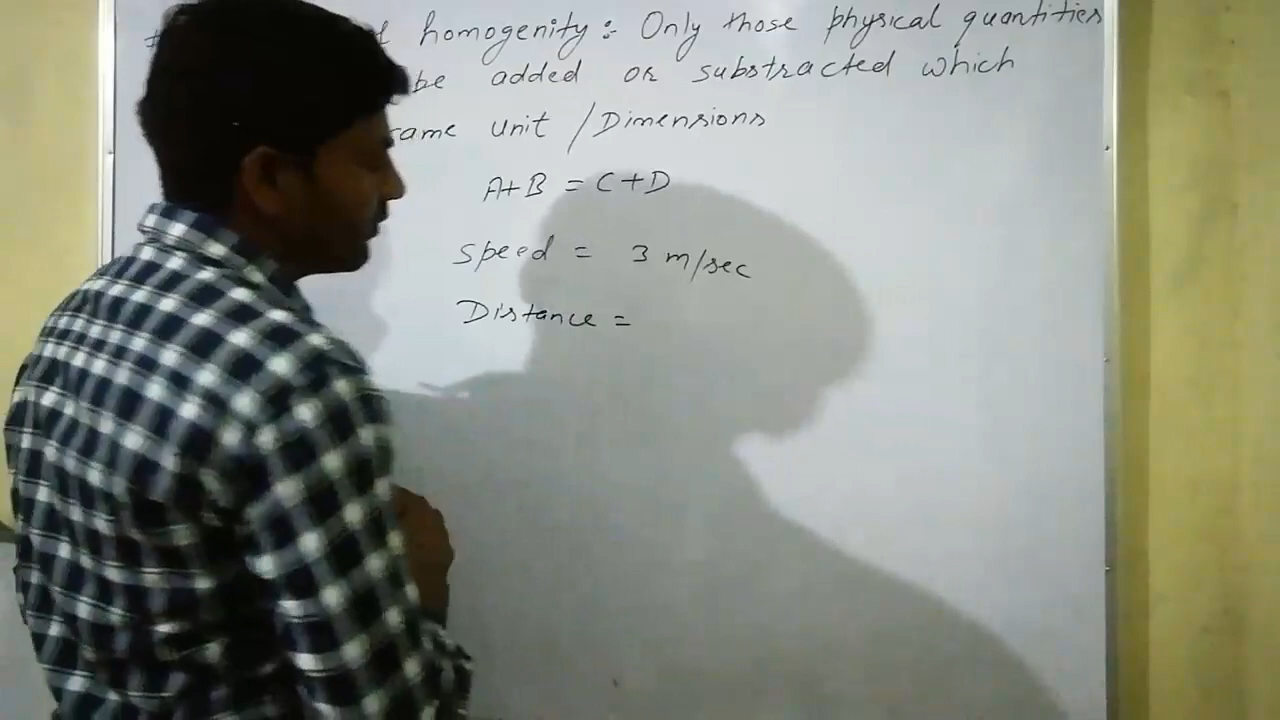 homogenity : Only those physical quantities
be added or substracted which
same unit / Dimensions
A+B = C+D
Speed = 3 m/sec
Distance =